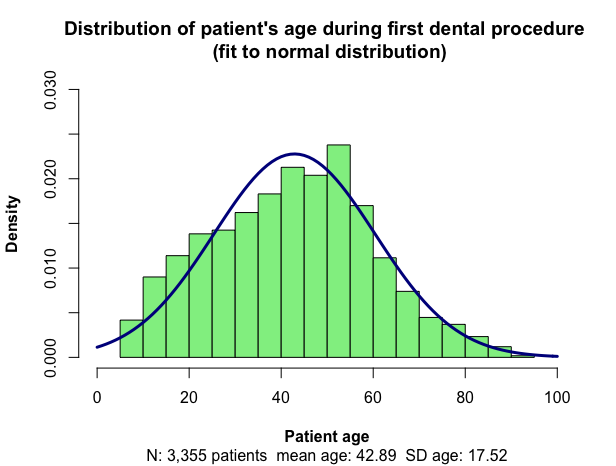 Distribution of patient's age during first dental procedure
(fit to normal distribution)
0.030
0.020
Density
0.010
0.000
0 20 40 60 80 100
Patient age
N: 3,355 patients mean age: 42.89 SD age: 17.52